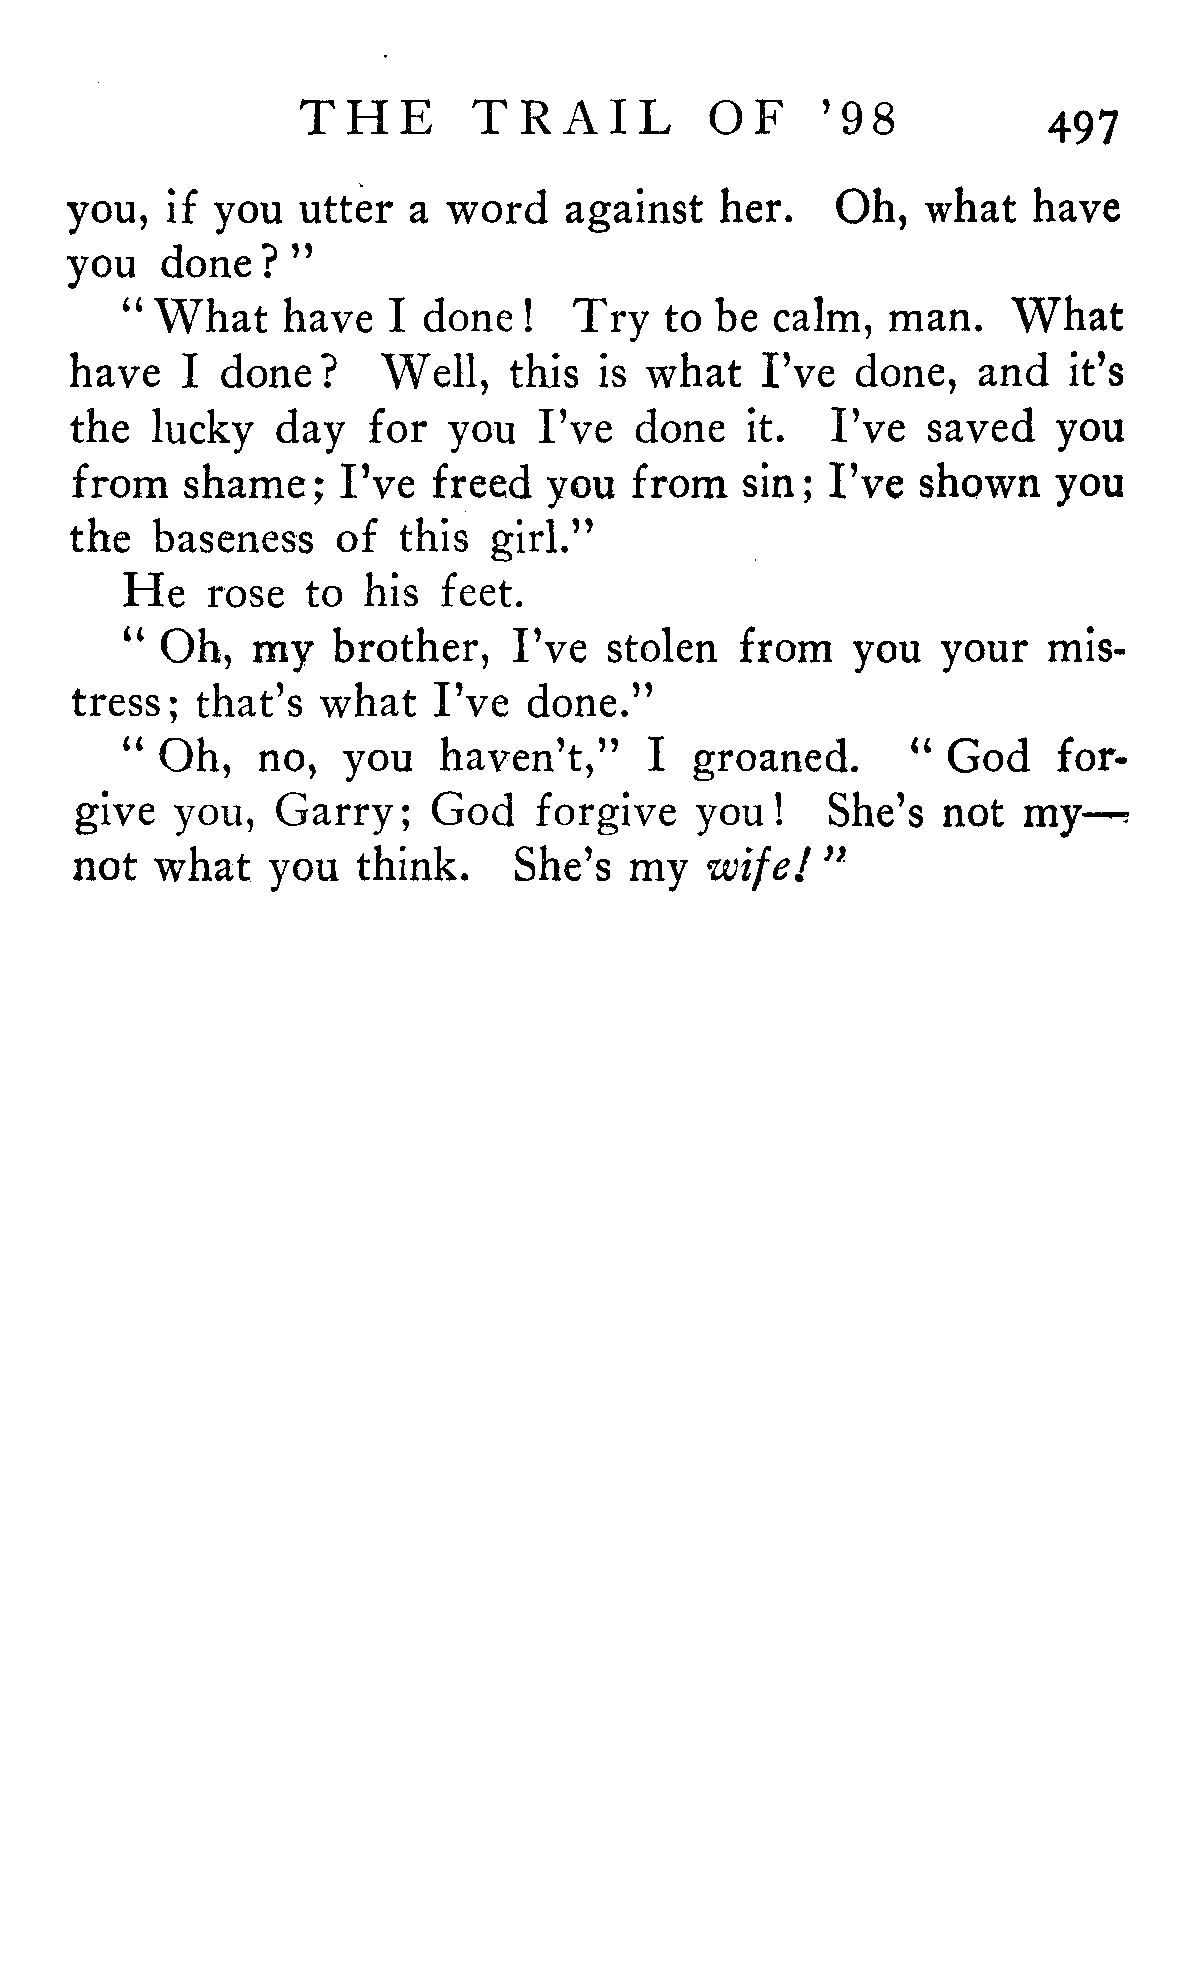 THE TRAIL OF '98 497
you, if you utter a word against her. Oh, what have
you done?"
"What have I done! Try to be calm, man. What
have I done? Well, this is what I've done, and it's
the lucky day for you I've done it. I've saved you
from shame; I've freed you from sin; I've shown you
the baseness of this girl."
He rose to his feet.
"Oh, my brother, I've stolen from you your mis-
tress; that's what I've done."
"Oh, no, you haven't," I groaned. "God for-
give you, Garry; God forgive you! She's not my—
not what you think. She's my wife!"